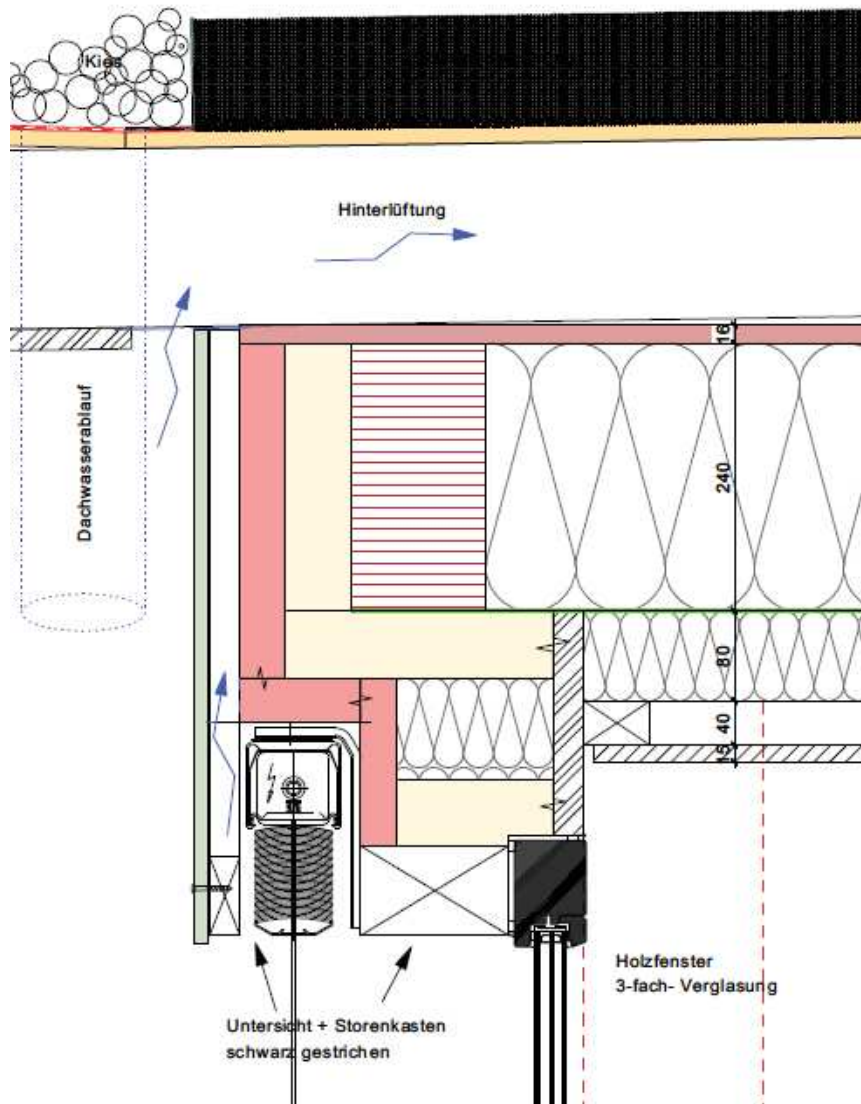 Kies
Hinterlüftung
Dachwasserablauf
16
240
80
40
15
Holzfenster
3-fach- Verglasung
Untersicht + Storenkasten
schwarz gestrichen